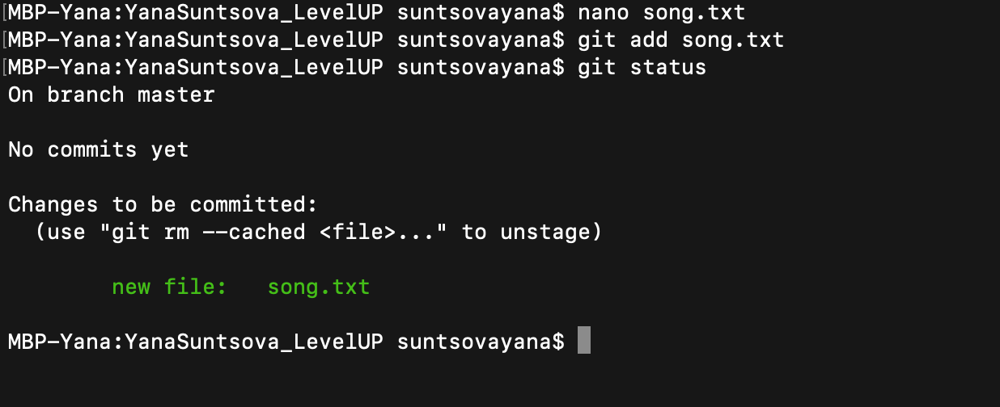 MBP-Yana:YanaSuntsova_LevelUP suntsovayana$ nano song.txt
MBP-Yana:YanaSuntsova_LevelUP suntsovayana$ git add song.txt
MBP-Yana:YanaSuntsova_LevelUP suntsovayana$ git status
On branch master
No commits yet
Changes to be committed:
  (use "git rm --cached <file>..." to unstage)
        new file:   song.txt
MBP-Yana:YanaSuntsova_LevelUP suntsovayana$